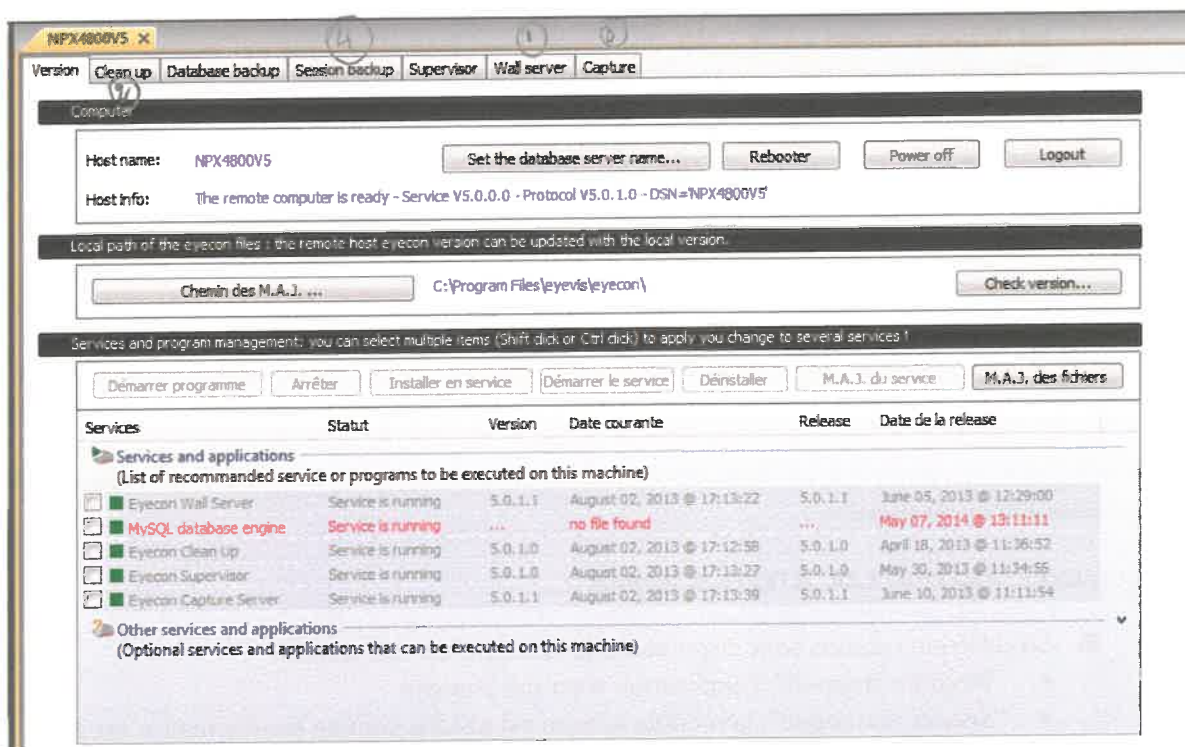 NPX4800V5 ×
4 1
Version Clean up Database backup Session backup Supervisor Wall server Capture
Computer
Host name: NPX4800V5 Set the database server name... Rebooter Power off Logout
Host info: The remote computer is ready - Service V5.0.0.0 - Protocol V5.0.1.0 - DSN='NPX4800V5'
Local path of the eyecon files : the remote host eyecon version can be updated with the local version.
Chemin des M.A.J. ... C:\Program Files\eyevis\eyecon\ Check version...
Services and program management: you can select multiple items (Shift click or Ctrl click) to apply you change to several services !
Démarrer programme Arrêter Installer en service Démarrer le service Déinstaller M.A.J. du service M.A.J. des fichiers
Services Statut Version Date courante Release Date de la release
Services and applications
(List of recommanded service or programs to be executed on this machine)
Eyecon Wall Server Service is running 5.0.1.1 August 02, 2013 @ 17:13:22 5.0.1.1 June 05, 2013 @ 12:29:00
MySQL database engine Service is running ... no file found ... May 07, 2014 @ 13:11:11
Eyecon Clean Up Service is running 5.0.1.0 August 02, 2013 @ 17:12:58 5.0.1.0 April 18, 2013 @ 11:36:52
Eyecon Supervisor Service is running 5.0.1.0 August 02, 2013 @ 17:13:27 5.0.1.0 May 30, 2013 @ 11:34:56
Eyecon Capture Server Service is running 5.0.1.1 August 02, 2013 @ 17:13:39 5.0.1.1 June 10, 2013 @ 11:11:54
Other services and applications
(Optional services and applications that can be executed on this machine)